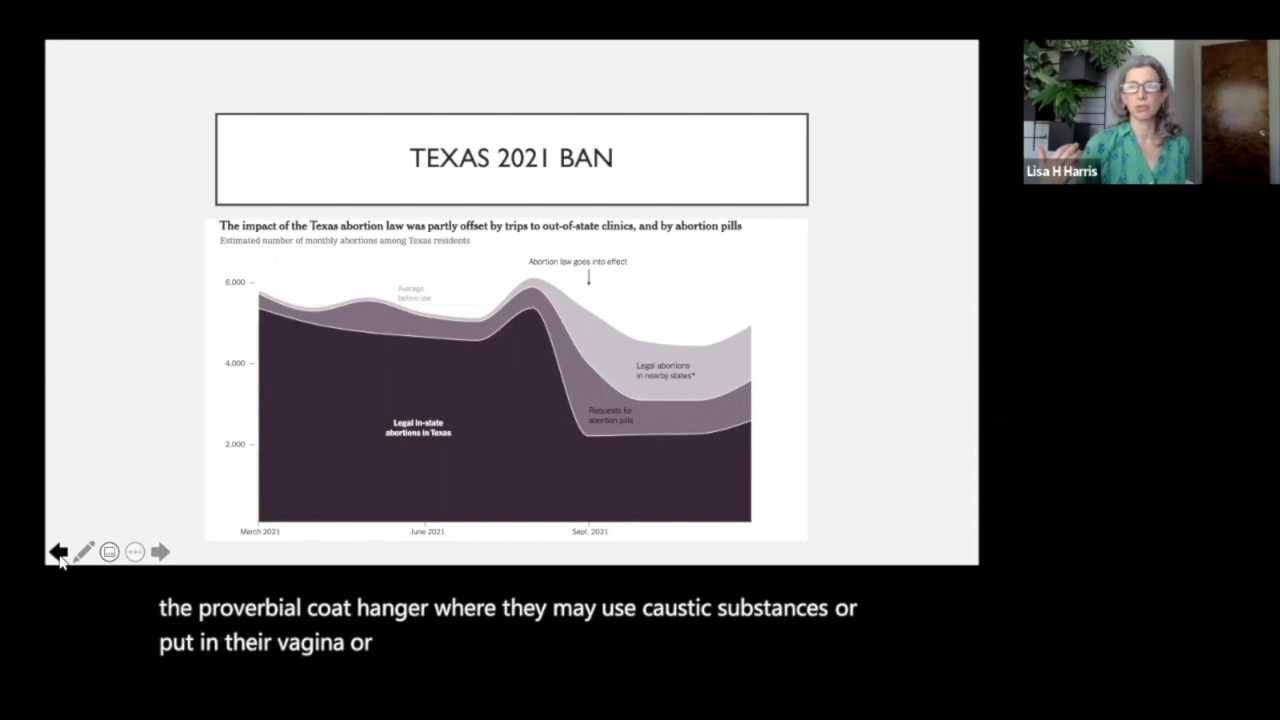 TEXAS 2021 BAN
The impact of the Texas abortion law was partly offset by trips to out-of-state clinics, and by abortion pills
Estimated number of monthly abortions among Texas residents
Abortion law goes into effect
6,000
Average
before law
4,000
Legal abortions
in nearby states*
Requests for
abortion pills
Legal in-state
abortions in Texas
2,000
March 2021
June 2021
Sept. 2021
Lisa H Harris
the proverbial coat hanger where they may use caustic substances or
put in their vagina or